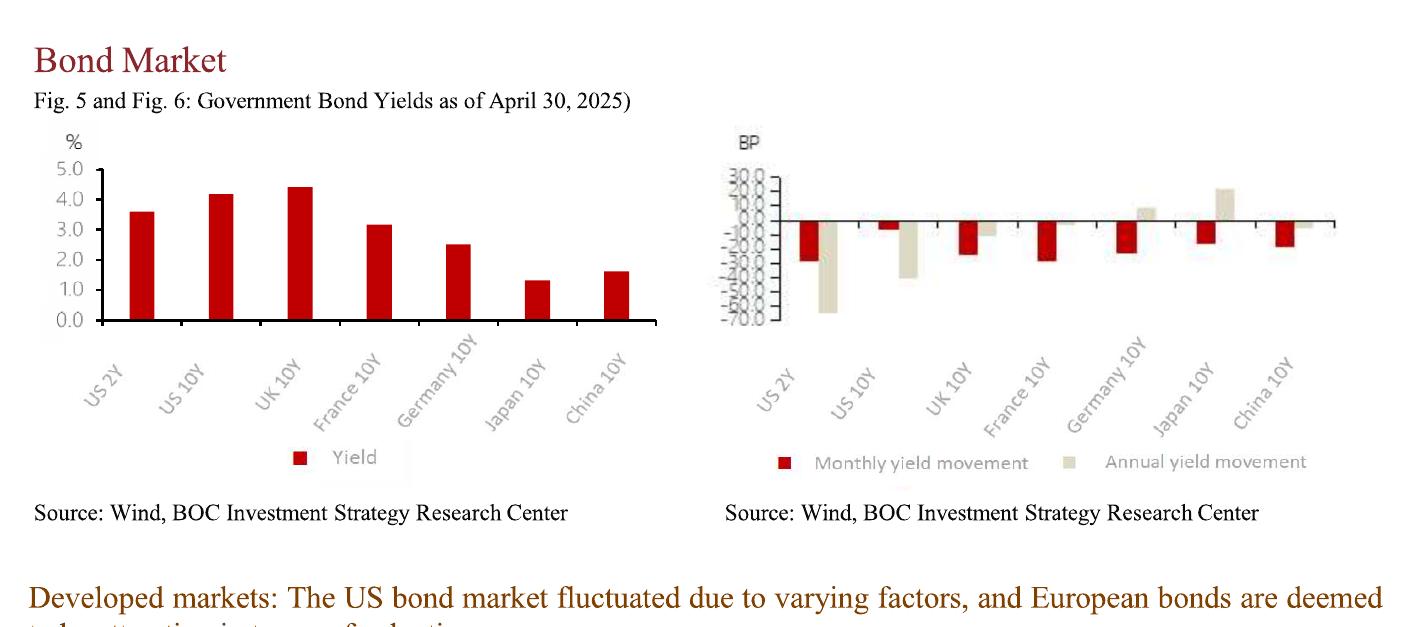 Bond Market
Fig. 5 and Fig. 6: Government Bond Yields as of April 30, 2025)
%
5.0
4.0
3.0
2.0
1.0
0.0
US 2Y
US 10Y
UK 10Y
France 10Y
Germany 10Y
Japan 10Y
China 10Y
Yield
BP
30.0
20.0
10.0
0.0
-10.0
-20.0
-30.0
-40.0
-50.0
-60.0
-70.0
US 2Y
US 10Y
UK 10Y
France 10Y
Germany 10Y
Japan 10Y
China 10Y
Monthly yield movement
Annual yield movement
Source: Wind, BOC Investment Strategy Research Center
Source: Wind, BOC Investment Strategy Research Center
Developed markets: The US bond market fluctuated due to varying factors, and European bonds are deemed